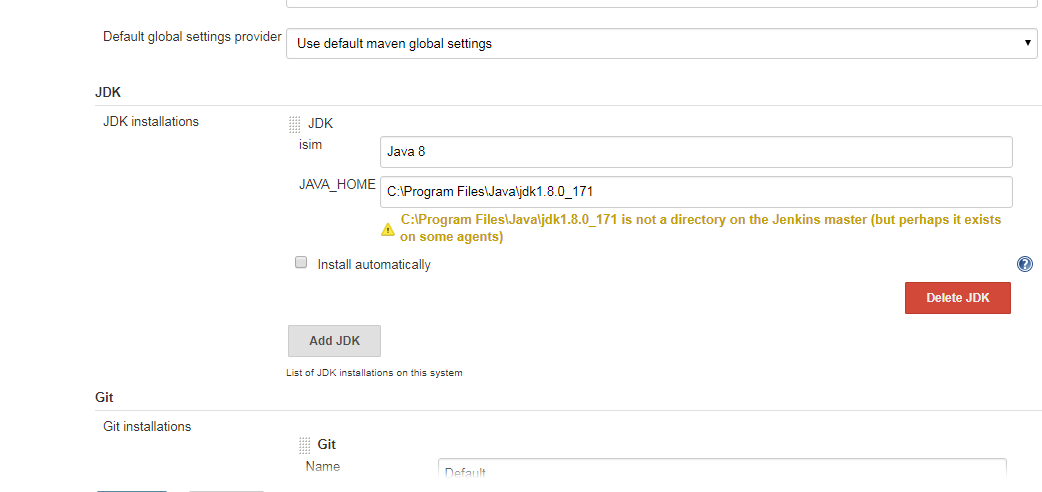 Default global settings provider
Use default maven global settings
JDK
JDK installations
JDK
isim
Java 8
JAVA_HOME
C:\Program Files\Java\jdk1.8.0_171
C:\Program Files\Java\jdk1.8.0_171 is not a directory on the Jenkins master (but perhaps it exists
on some agents)
Install automatically
Delete JDK
Add JDK
List of JDK installations on this system
Git
Git installations
Git
Name
Default